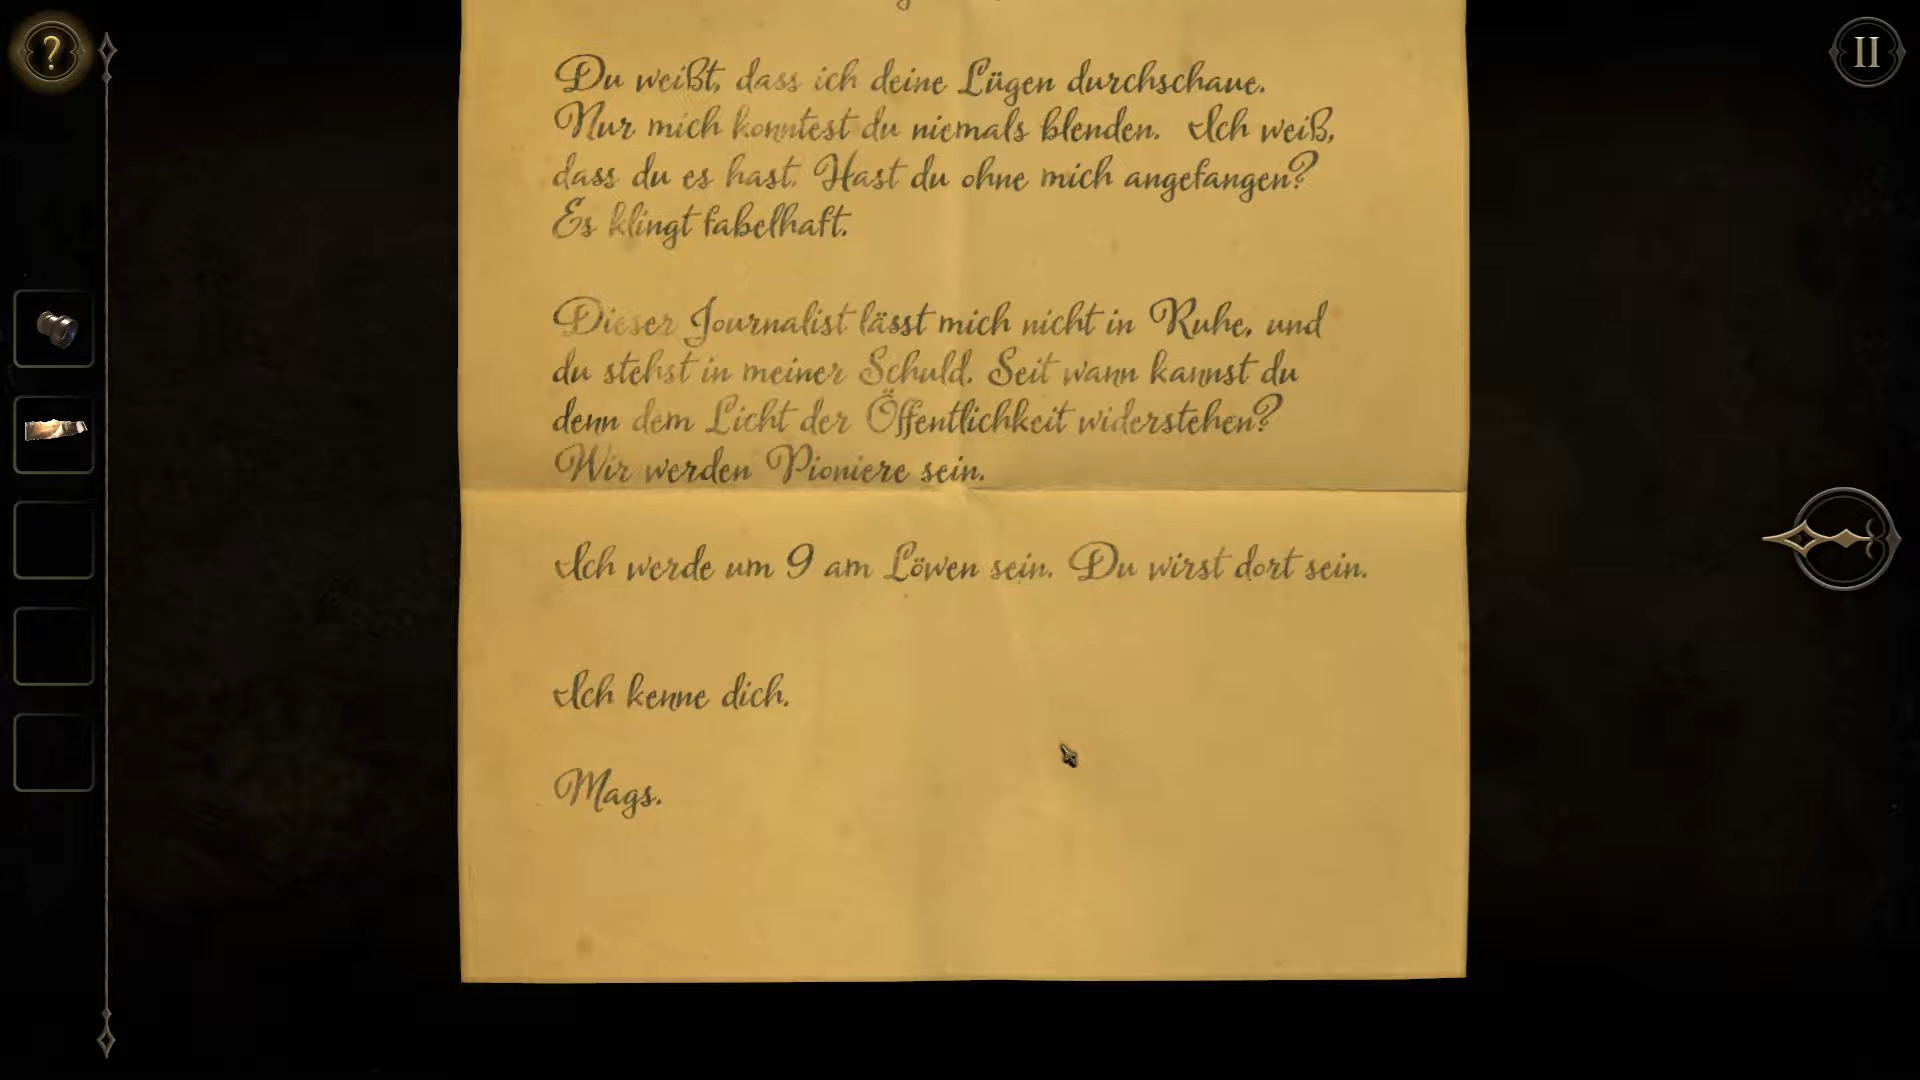 Du weißt, dass ich deine Lügen durchschaue.
Nur mich konntest du niemals blenden. Ich weiß,
dass du es hast. Hast du ohne mich angefangen?
Es klingt fabelhaft.
Dieser Journalist lässt mich nicht in Ruhe, und
du stehst in meiner Schuld. Seit wann kannst du
denn dem Licht der Öffentlichkeit widerstehen?
Wir werden Pioniere sein.
Ich werde um 9 am Löwen sein. Du wirst dort sein.
Ich kenne dich.
Mags.